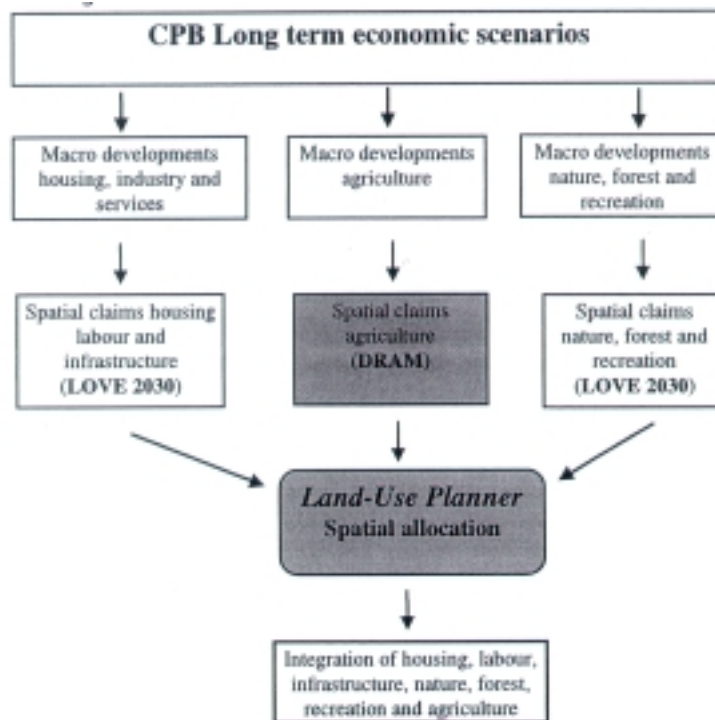 CPB Long term economic scenarios
Macro developments
housing, industry and
services
Macro developments
agriculture
Macro developments
nature, forest and
recreation
Spatial claims housing
labour and
infrastructure
(LOVE 2030)
Spatial claims
agriculture
(DRAM)
Spatial claims
nature, forest and
recreation
(LOVE 2030)
Land-Use Planner
Spatial allocation
Integration of housing, labour,
infrastructure, nature, forest,
recreation and agriculture